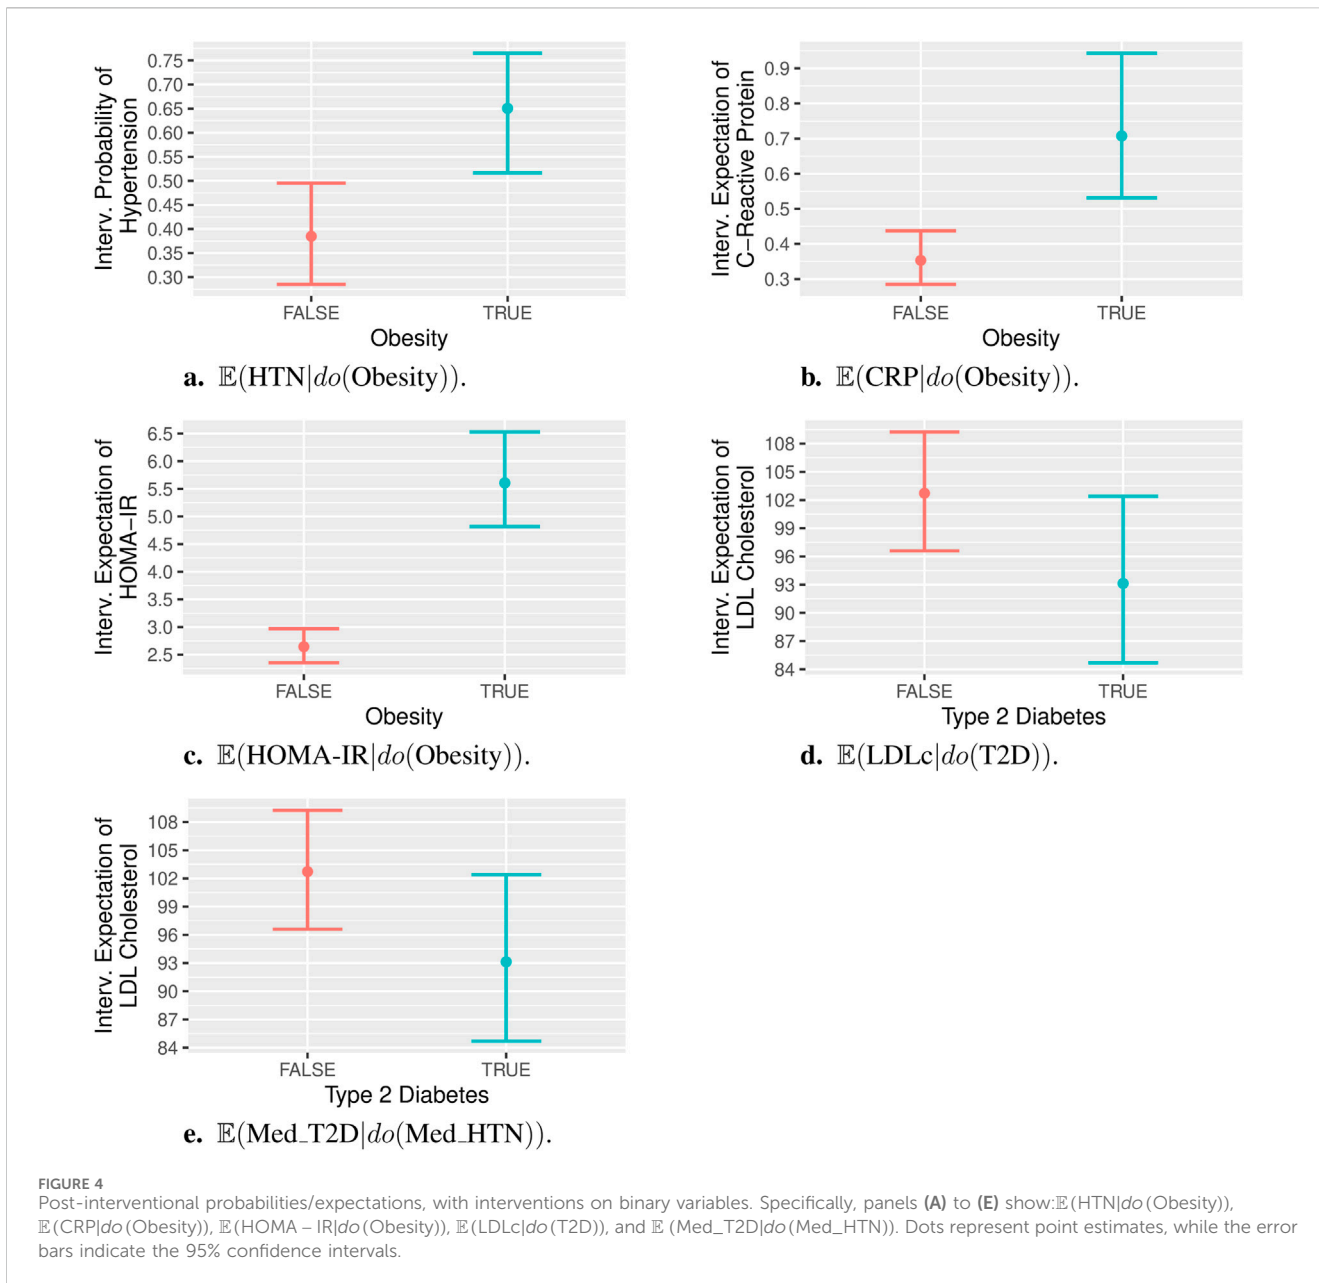 Interv. Probability of
Hypertension
0.75
0.70
0.65
0.60
0.55
0.50
0.45
0.40
0.35
0.30
FALSE
TRUE
Obesity
a. 𝔼(HTN|do(Obesity)).
Interv. Expectation of
C−Reactive Protein
0.9
0.8
0.7
0.6
0.5
0.4
0.3
FALSE
TRUE
Obesity
b. 𝔼(CRP|do(Obesity)).
Interv. Expectation of
HOMA−IR
6.5
6.0
5.5
5.0
4.5
4.0
3.5
3.0
2.5
FALSE
TRUE
Obesity
c. 𝔼(HOMA-IR|do(Obesity)).
Interv. Expectation of
LDL Cholesterol
108
105
102
99
96
93
90
87
84
FALSE
TRUE
Type 2 Diabetes
d. 𝔼(LDLc|do(T2D)).
Interv. Expectation of
LDL Cholesterol
108
105
102
99
96
93
90
87
84
FALSE
TRUE
Type 2 Diabetes
e. 𝔼(Med_T2D|do(Med_HTN)).
FIGURE 4
Post-interventional probabilities/expectations, with interventions on binary variables. Specifically, panels (A) to (E) show:𝔼(HTN|do(Obesity)),
𝔼(CRP|do(Obesity)), 𝔼(HOMA − IR|do(Obesity)), 𝔼(LDLc|do(T2D)), and 𝔼 (Med_T2D|do(Med_HTN)). Dots represent point estimates, while the error
bars indicate the 95% confidence intervals.